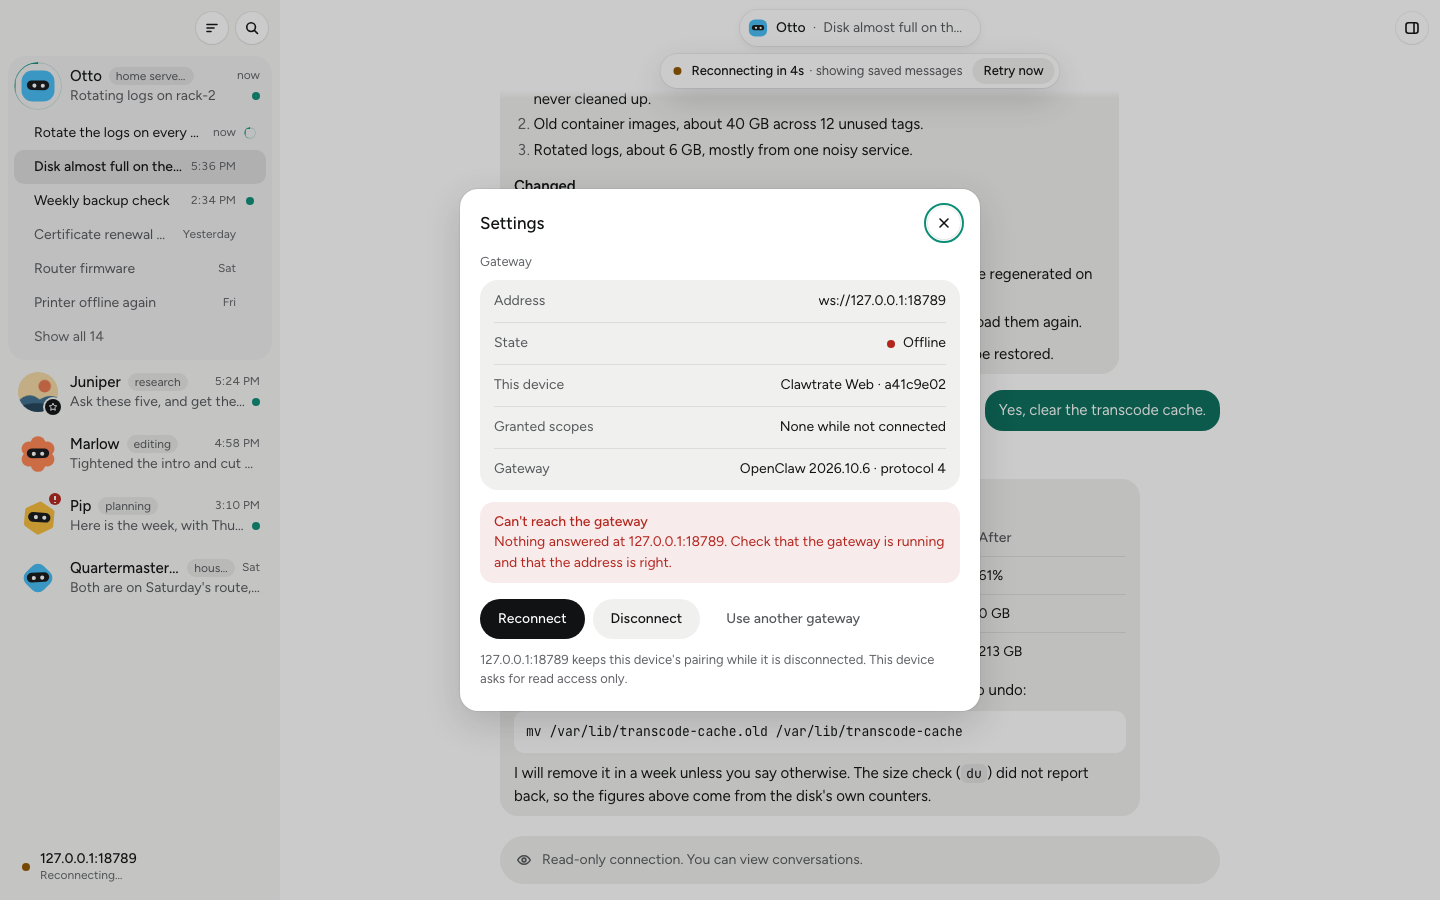 Otto home serve... now
Rotating logs on rack-2
Rotate the logs on every ... now
Disk almost full on the... 5:36 PM
Weekly backup check 2:34 PM
Certificate renewal ... Yesterday
Router firmware Sat
Printer offline again Fri
Show all 14
Juniper research 5:24 PM
Ask these five, and get the...
Marlow editing 4:58 PM
Tightened the intro and cut ...
Pip planning 3:10 PM
Here is the week, with Thu...
Quartermaster... hous... Sat
Both are on Saturday's route,...
127.0.0.1:18789
Reconnecting...
Otto · Disk almost full on th...
Reconnecting in 4s · showing saved messages Retry now
never cleaned up.
2. Old container images, about 40 GB across 12 unused tags.
3. Rotated logs, about 6 GB, mostly from one noisy service.
Changed
regenerated on
them again.
restored.
Yes, clear the transcode cache.
Settings
Gateway
Address ws://127.0.0.1:18789
State Offline
This device Clawtrate Web · a41c9e02
Granted scopes None while not connected
Gateway OpenClaw 2026.10.6 · protocol 4
Can't reach the gateway
Nothing answered at 127.0.0.1:18789. Check that the gateway is running
and that the address is right.
Reconnect Disconnect Use another gateway
127.0.0.1:18789 keeps this device's pairing while it is disconnected. This device
asks for read access only.
After
61%
0 GB
213 GB
undo:
mv /var/lib/transcode-cache.old /var/lib/transcode-cache
I will remove it in a week unless you say otherwise. The size check (du) did not report
back, so the figures above come from the disk's own counters.
Read-only connection. You can view conversations.